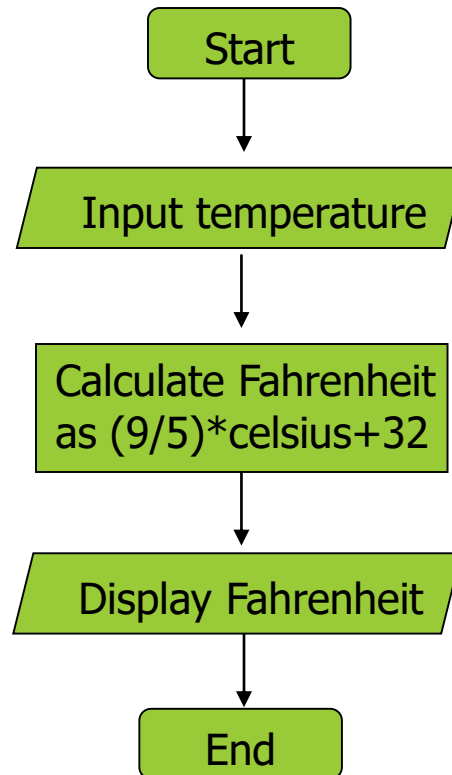 Start
Input temperature
Calculate Fahrenheit
as (9/5)*celsius+32
Display Fahrenheit
End